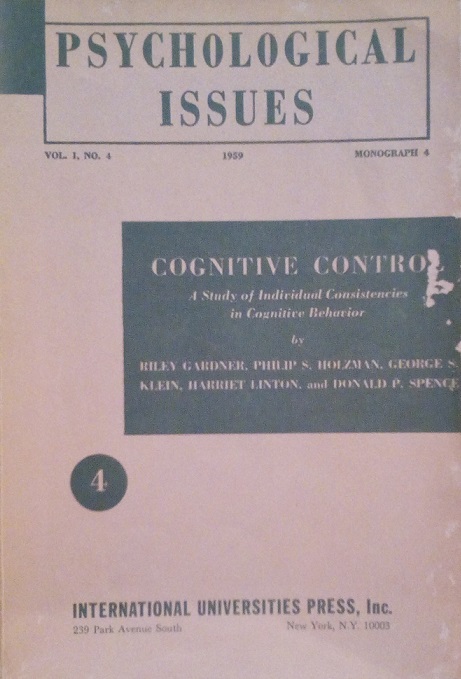 PSYCHOLOGICAL
ISSUES
VOL. I, NO. 4 1959 MONOGRAPH 4
COGNITIVE CONTRO
A Study of Individual Consistencies
in Cognitive Behavior
by
RILEY GARDNER, PHILIP S. HOLZMAN, GEORGE S.
KLEIN, HARRIET LINTON, and DONALD P. SPENCE
4
INTERNATIONAL UNIVERSITIES PRESS, Inc.
239 Park Avenue South New York, N.Y. 10003